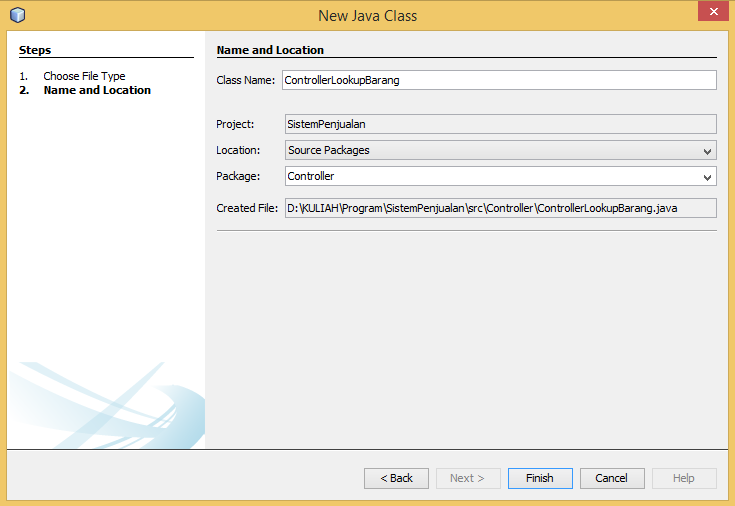 New Java Class
Steps
1. Choose File Type
2. Name and Location
Name and Location
Class Name: ControllerLookupBarang
Project: SistemPenjualan
Location: Source Packages
Package: Controller
Created File: D:\KULIAH\Program\SistemPenjualan\src\Controller\ControllerLookupBarang.java
< Back Next > Finish Cancel Help